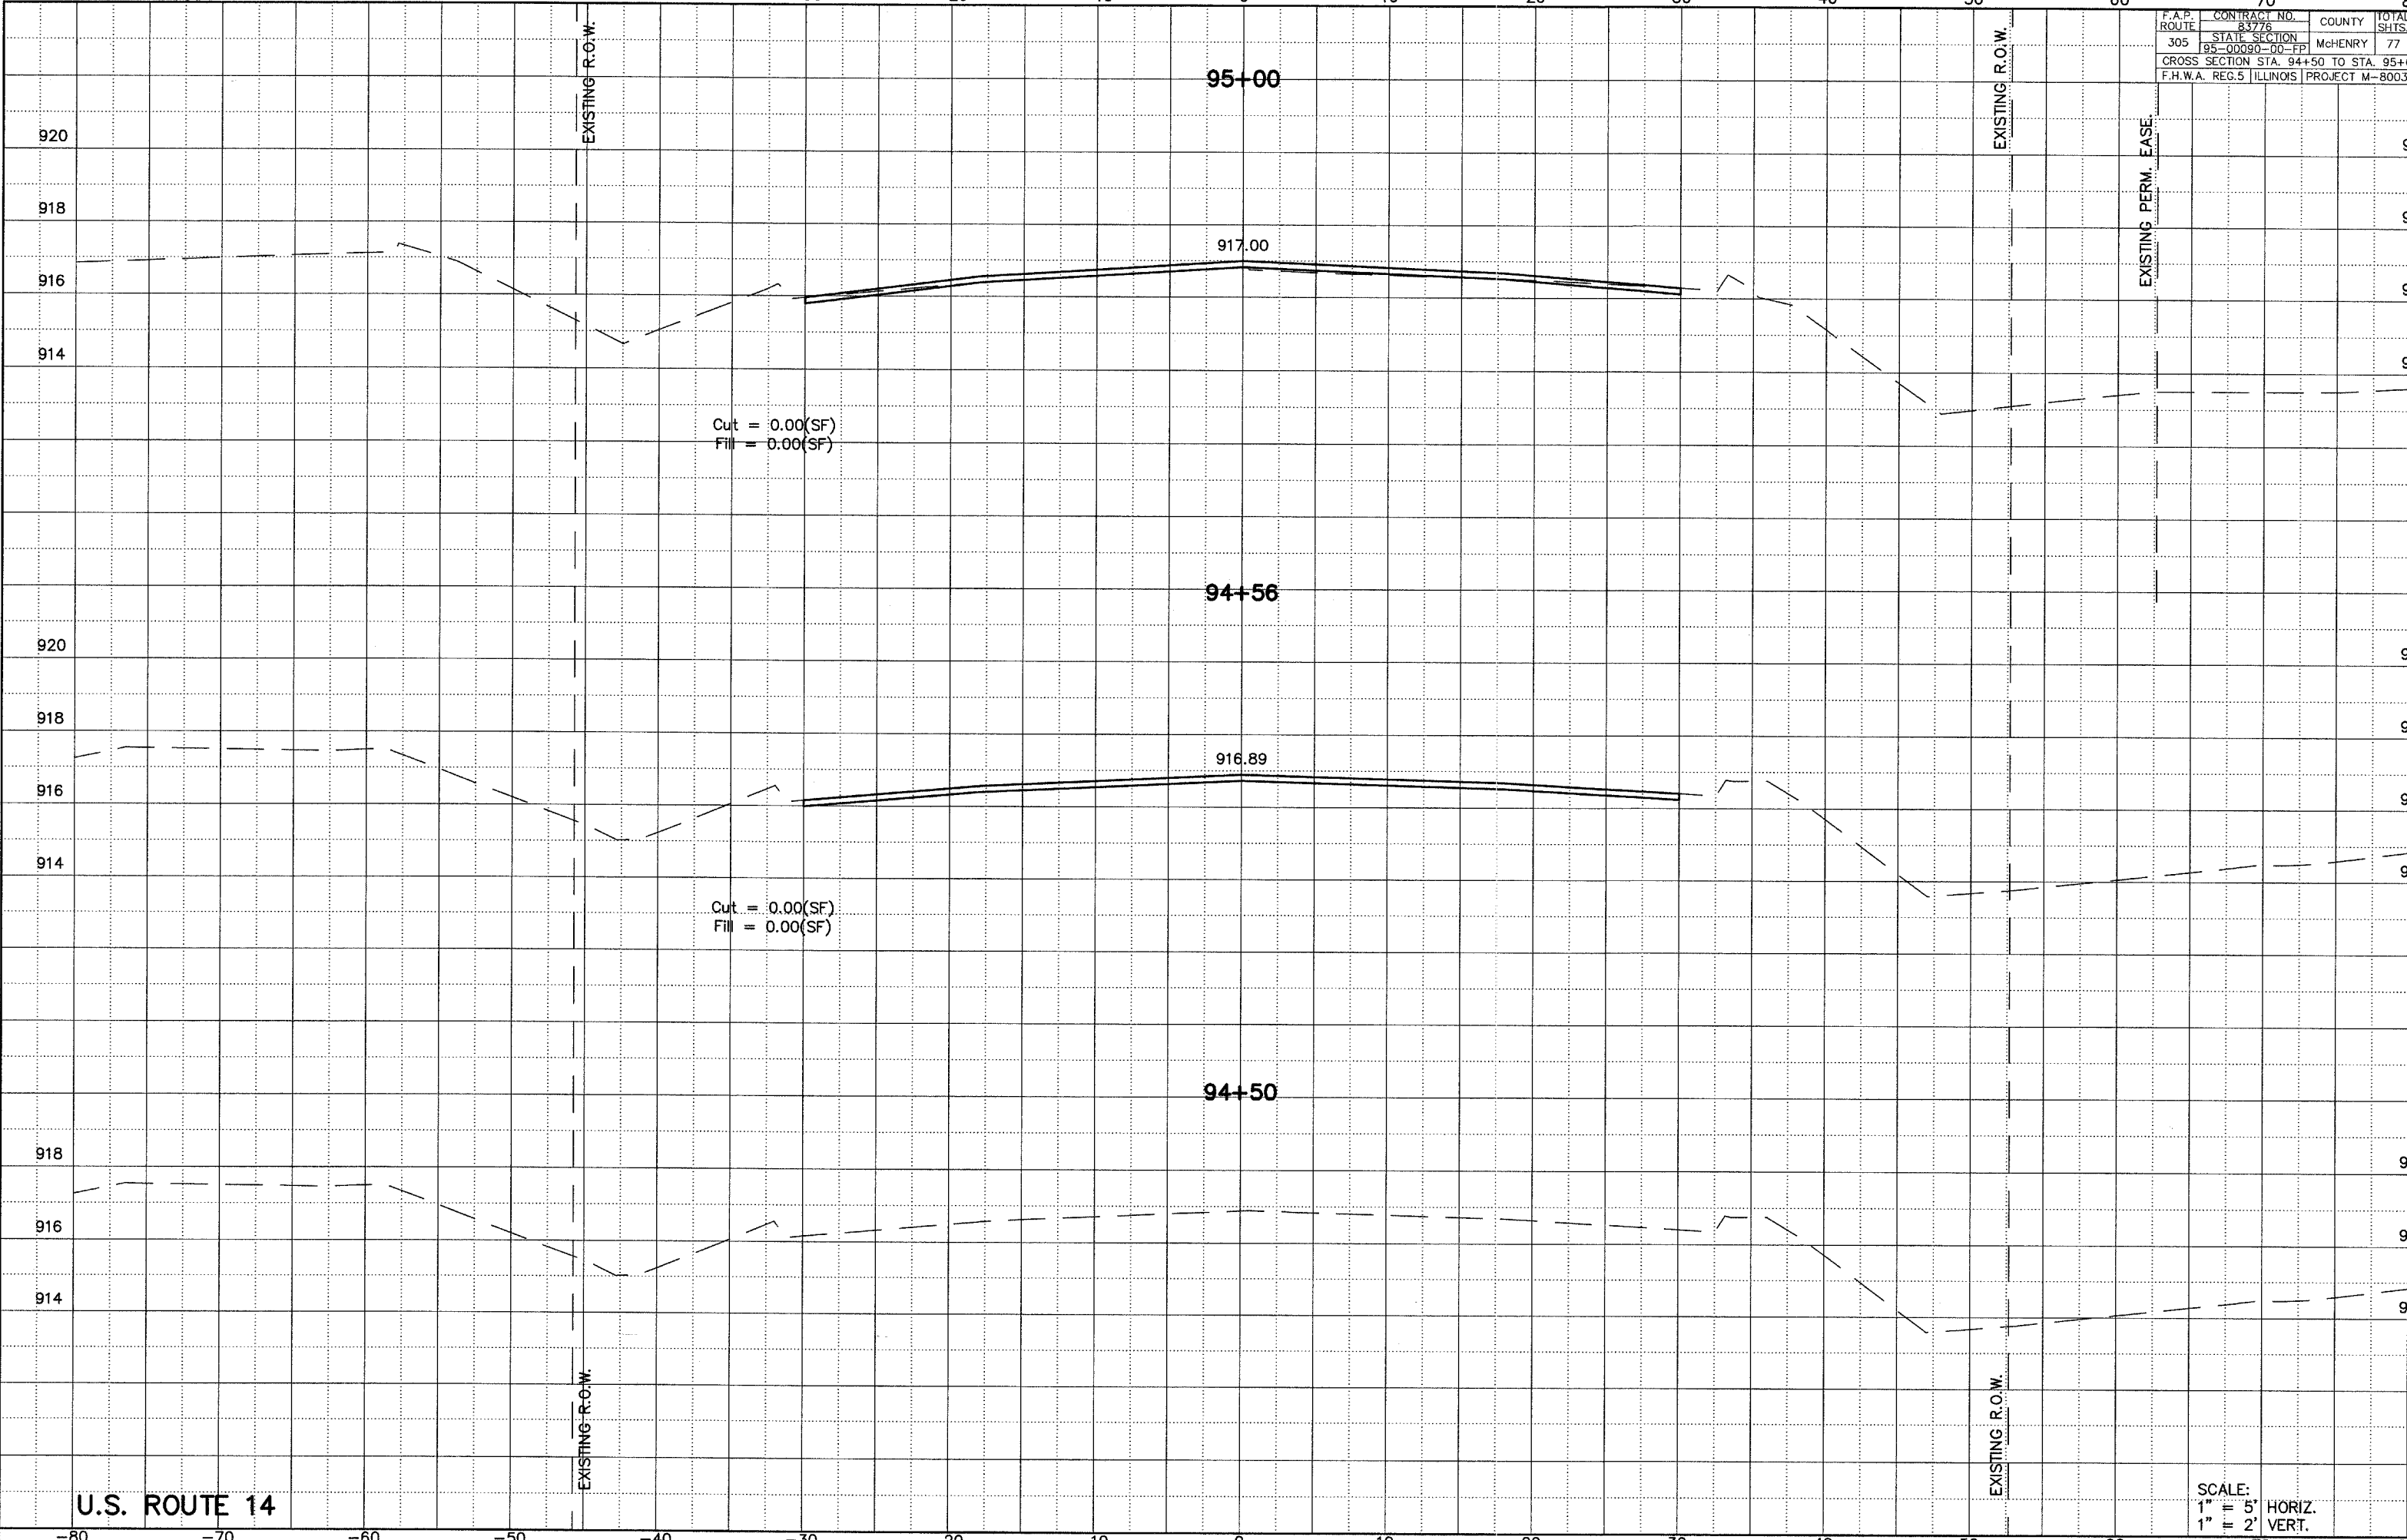 F.A.P. ROUTE CONTRACT NO. COUNTY
83776
305 STATE SECTION McHENRY 77
95-00090-00-FP
CROSS SECTION STA. 94+50 TO STA.
F.H.W.A. REG.5 ILLINOIS PROJECT
EXISTING R.O.W.
EXISTING R.O.W.
EXISTING PERM. EASE.
95+00
920
918
917.00
916
914
Cut = 0.00(SF)
Fill = 0.00(SF)
94+56
920
918
916.89
916
914
Cut = 0.00(SF)
Fill = 0.00(SF)
94+50
918
916
914
EXISTING R.O.W.
EXISTING R.O.W.
U.S. ROUTE 14
SCALE:
1" = 5' HORIZ.
1" = 2' VERT.
-80 -70 -60 -50 -40 -30